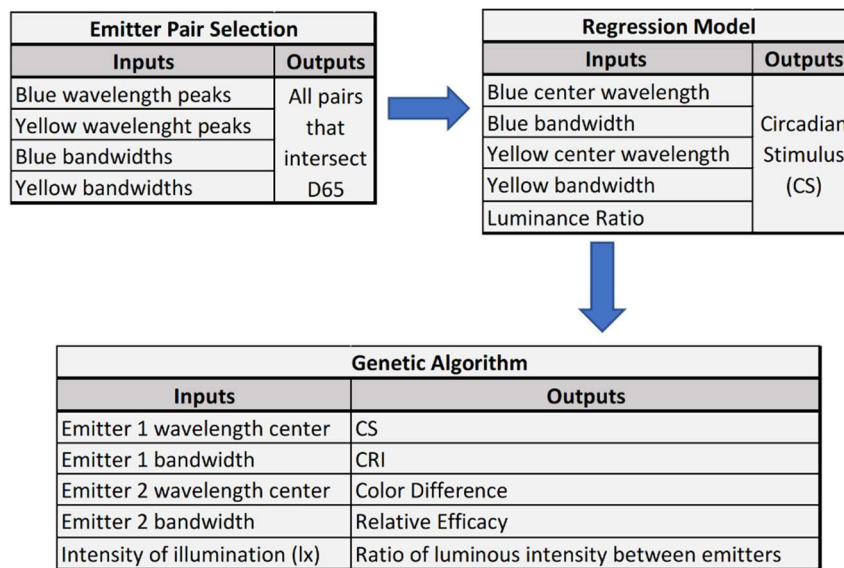 Emitter Pair Selection
Inputs Outputs
Blue wavelength peaks
Yellow wavelenght peaks
Blue bandwidths
Yellow bandwidths
All pairs
that
intersect
D65
Regression Model
Inputs Outputs
Blue center wavelength
Blue bandwidth
Yellow center wavelength
Yellow bandwidth
Luminance Ratio
Circadian
Stimulus
(CS)
Genetic Algorithm
Inputs Outputs
Emitter 1 wavelength center CS
Emitter 1 bandwidth CRI
Emitter 2 wavelength center Color Difference
Emitter 2 bandwidth Relative Efficacy
Intensity of illumination (lx) Ratio of luminous intensity between emitters